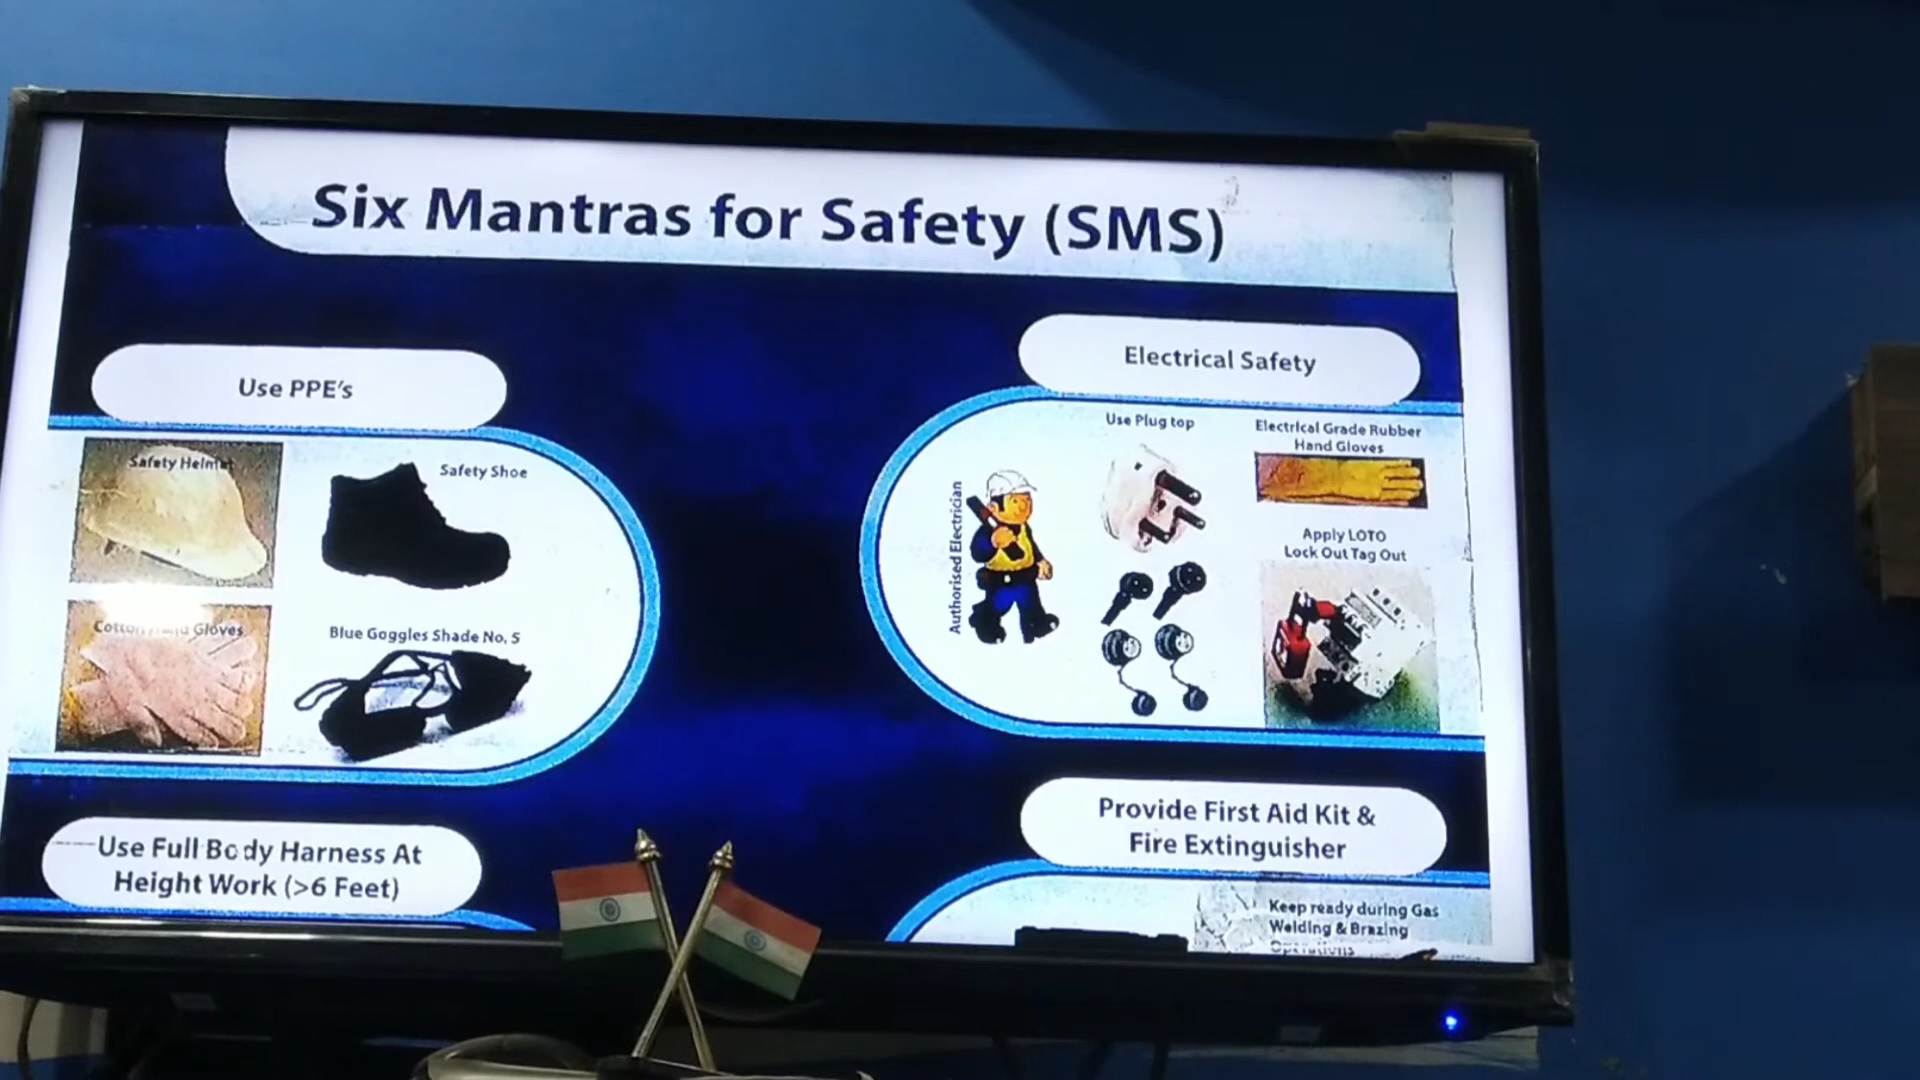 Six Mantras for Safety (SMS)
Use PPE's
Safety Helmet
Safety Shoe
Cotton Hand Gloves
Blue Goggles Shade No. 5
Electrical Safety
Authorised Electrician
Use Plug top
Electrical Grade Rubber
Hand Gloves
Apply LOTO
Lock Out Tag Out
Use Full Body Harness At
Height Work (>6 Feet)
Provide First Aid Kit &
Fire Extinguisher
Keep ready during Gas
Welding & Brazing
Operations